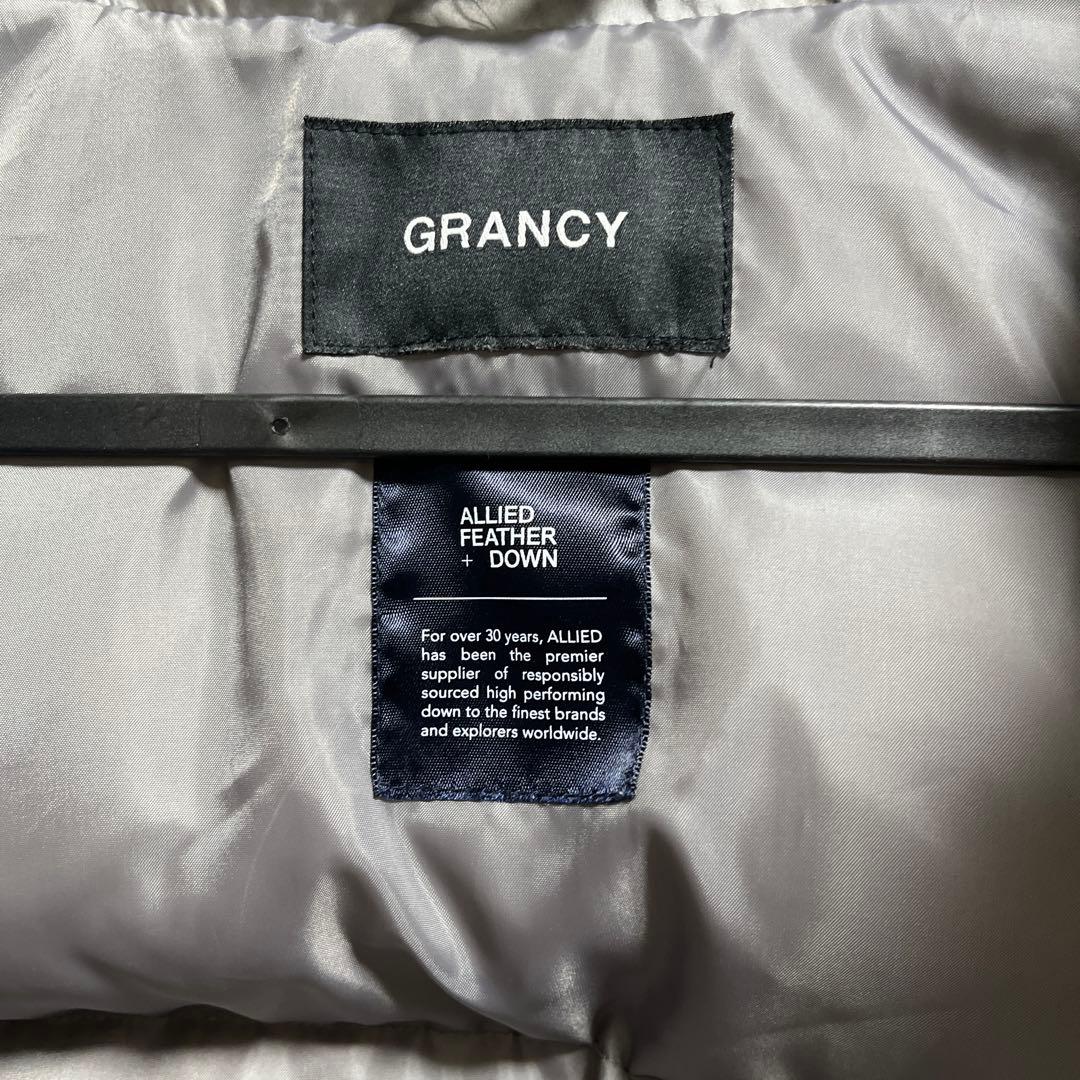 GRANCY
ALLIED
FEATHER
+ DOWN
For over 30 years, ALLIED
has been the premier
supplier of responsibly
sourced high performing
down to the finest brands
and explorers worldwide.